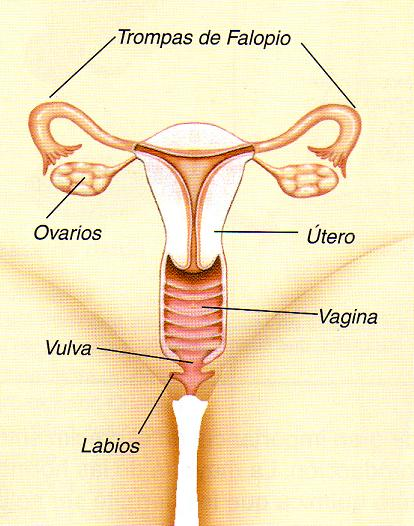 Trompas de Falopio
Ovarios
Útero
Vagina
Vulva
Labios